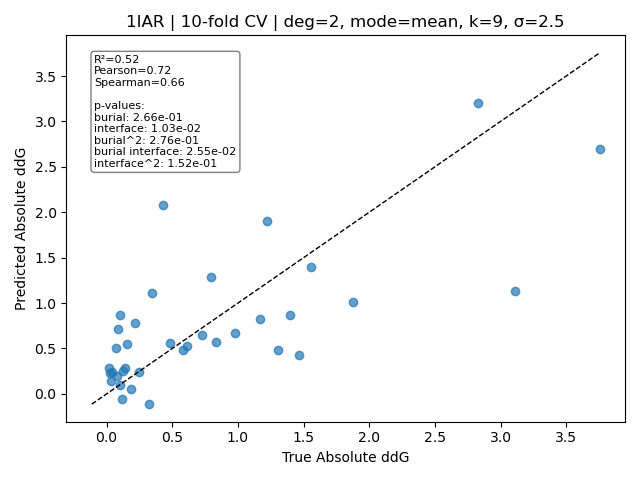 1IAR | 10-fold CV | deg=2, mode=mean, k=9, σ=2.5
R²=0.52
Pearson=0.72
Spearman=0.66
p-values:
burial: 2.66e-01
interface: 1.03e-02
burial^2: 2.76e-01
burial interface: 2.55e-02
interface^2: 1.52e-01
Predicted Absolute ddG
3.5
3.0
2.5
2.0
1.5
1.0
0.5
0.0
0.0 0.5 1.0 1.5 2.0 2.5 3.0 3.5
True Absolute ddG